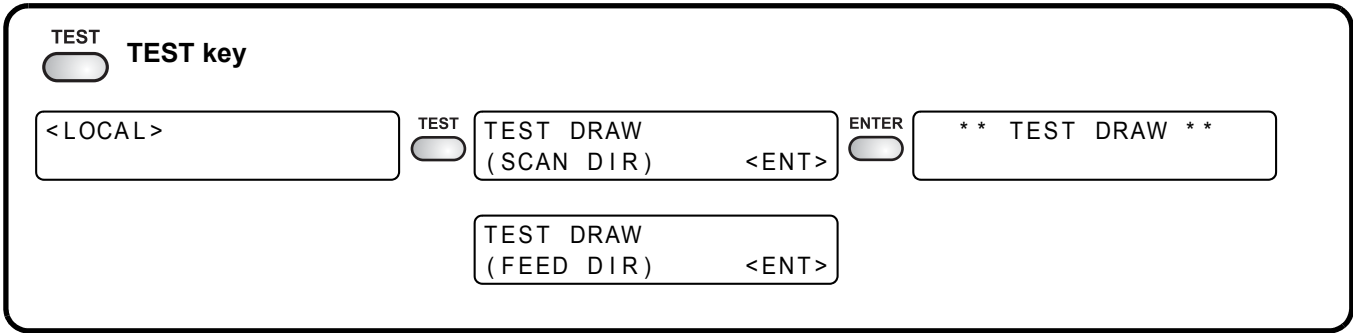 TEST
TEST key
<LOCAL>
TEST
TEST DRAW
(SCAN DIR) <ENT>
ENTER
** TEST DRAW **
TEST DRAW
(FEED DIR) <ENT>